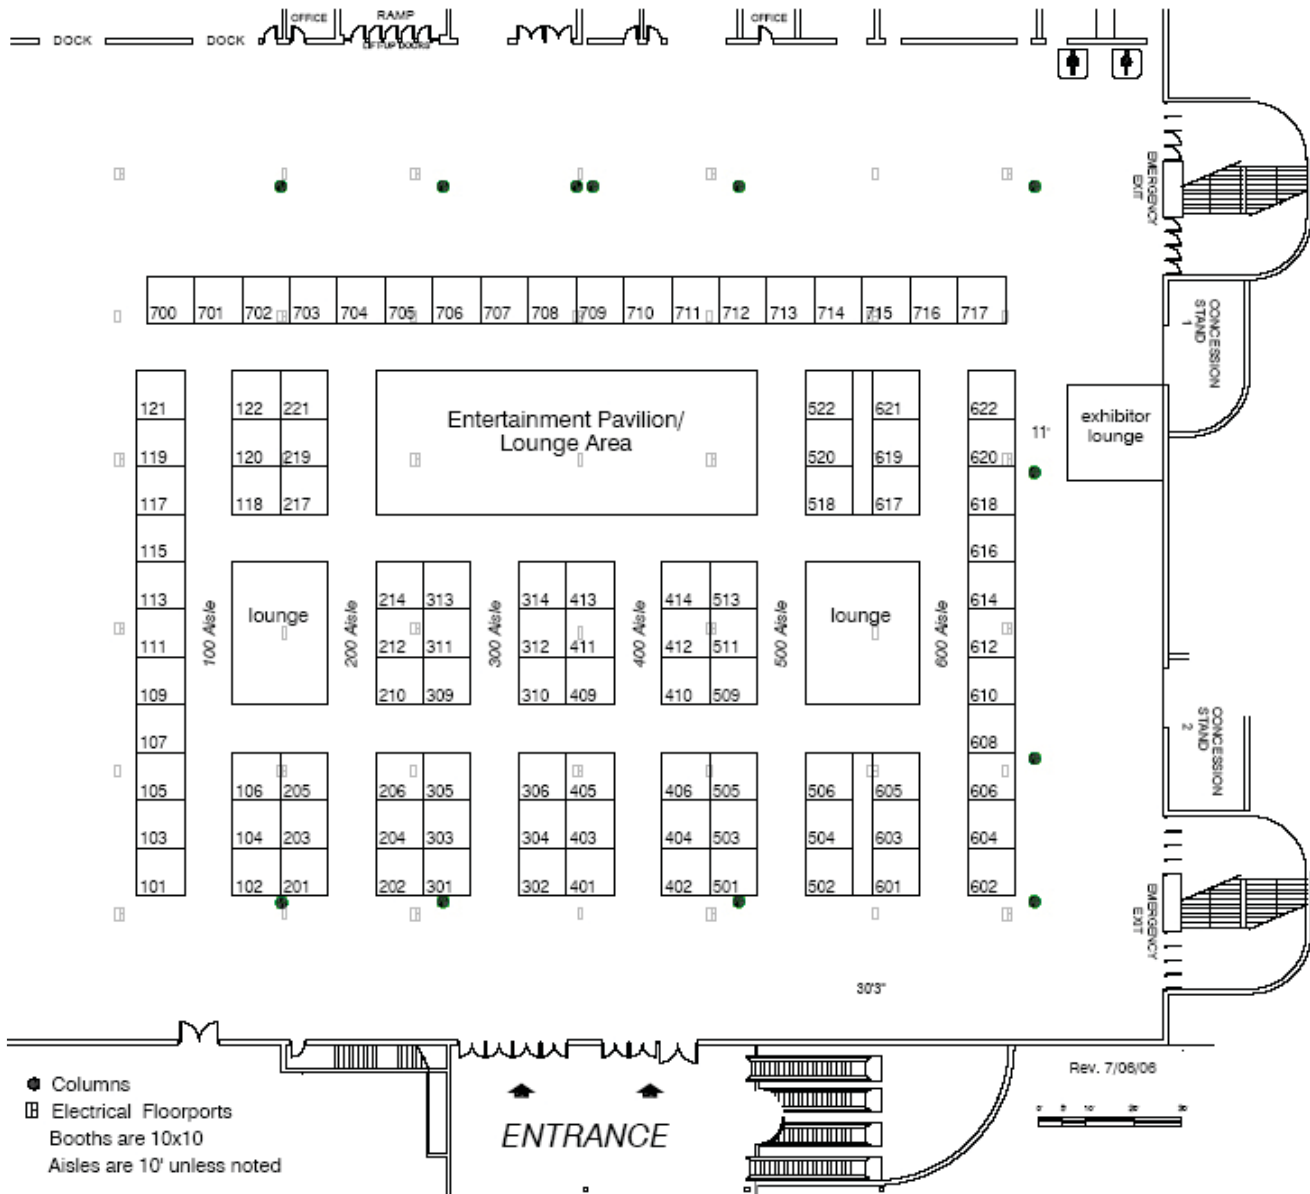 OFFICE RAMP OFFICE
DOCK DOCK LIFT-UP DOORS
EMERGENCY
EXIT
700 701 702 703 704 705 706 707 708 709 710 711 712 713 714 715 716 717
CONCESSION
STAND
1
121 122 221 522 621 622
Entertainment Pavilion/
Lounge Area
exhibitor
lounge
11'
119 120 219 520 619 620
117 118 217 518 617 618
115 616
113 214 313 314 413 414 513 614
lounge lounge
100 Aisle 200 Aisle 300 Aisle 400 Aisle 500 Aisle 600 Aisle
111 212 311 312 411 412 511 612
109 210 309 310 409 410 509 610
107 608
CONCESSION
STAND
2
105 106 205 206 305 306 405 406 505 506 605 606
103 104 203 204 303 304 403 404 503 504 603 604
101 102 201 202 301 302 401 402 501 502 601 602
EMERGENCY
EXIT
30'3"
Columns
Electrical Floorports
Booths are 10x10
Aisles are 10' unless noted
ENTRANCE
Rev. 7/06/06
0' 5' 10' 20' 30'